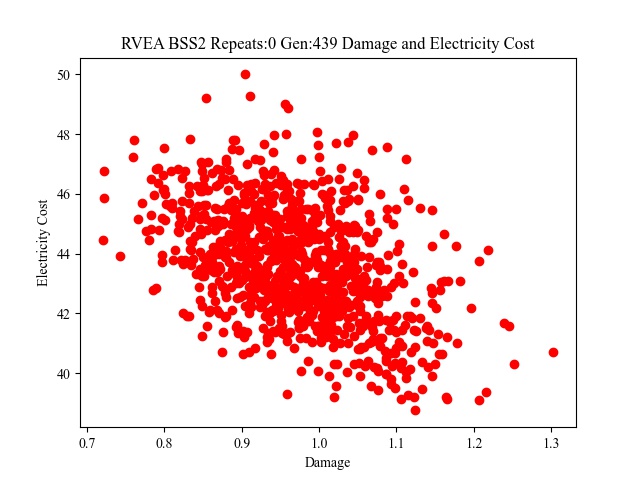 RVEA BSS2 Repeats:0 Gen:439 Damage and Electricity Cost
50
48
46
44
42
40
Electricity Cost
0.7 0.8 0.9 1.0 1.1 1.2 1.3
Damage